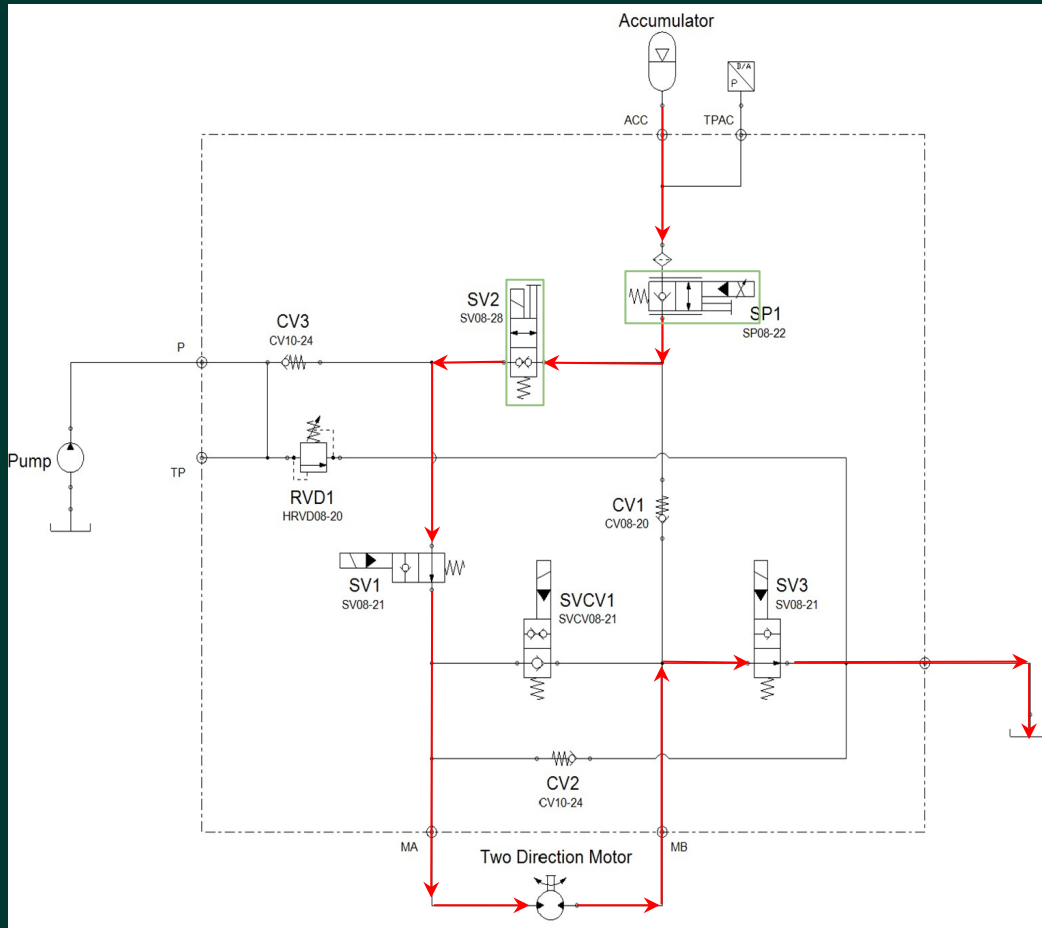 Accumulator
D/A
P
ACC
TPAC
SV2
SV08-28
SP1
SP08-22
CV3
CV10-24
P
Pump
TP
RVD1
HRVD08-20
CV1
CV08-20
SV1
SV08-21
SVCV1
SVCV08-21
SV3
SV08-21
CV2
CV10-24
MA
MB
Two Direction Motor